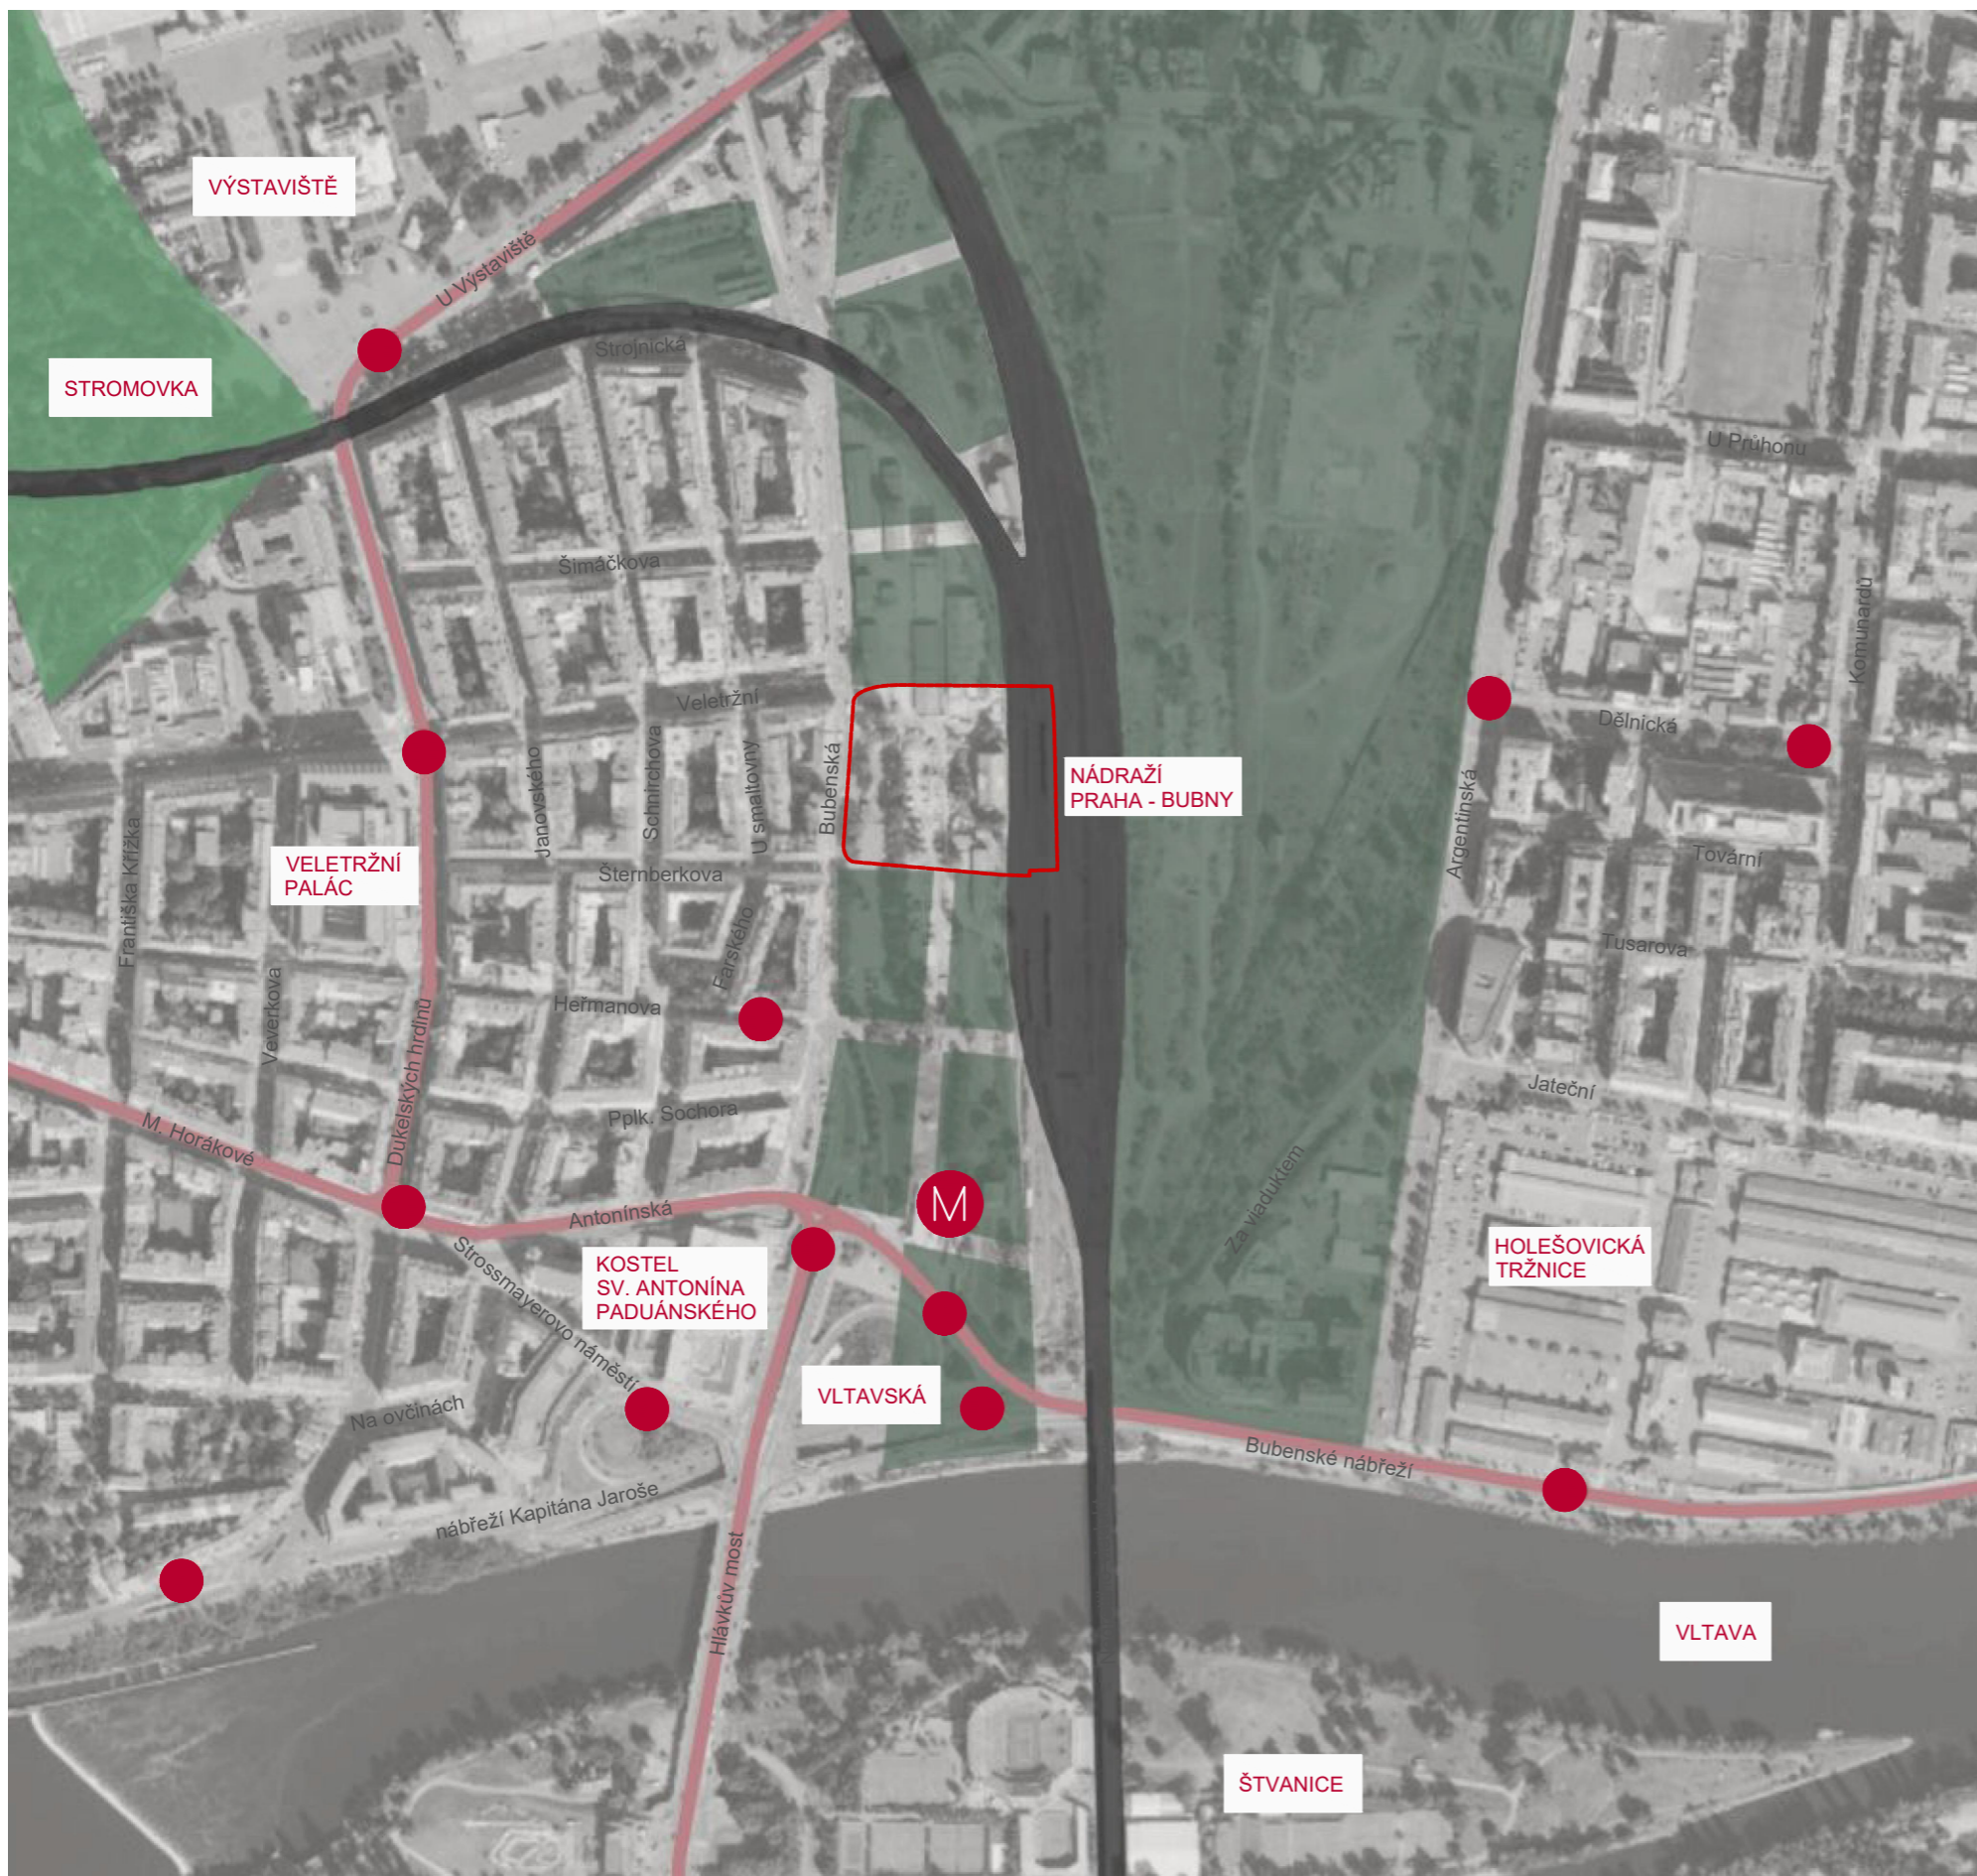 VÝSTAVIŠTĚ
U Výstaviště
STROMOVKA
Strojnická
U Průhonu
Šimáčkova
Komunardů
Veletržní
Dělnická
Bubenská
Janovského
Schnirchova
U smaltovny
NÁDRAŽÍ
PRAHA - BUBNY
Argentinská
VELETRŽNÍ
PALÁC
Františka Křížka
Šternberkova
Tovární
Farského
Tusarova
Veverkova
Heřmanova
Dukelských hrdinů
Jateční
M. Horákové
Pplk. Sochora
M
Za viaduktem
Antonínská
Strossmayerovo náměstí
KOSTEL
SV. ANTONÍNA
PADUÁNSKÉHO
HOLEŠOVICKÁ
TRŽNICE
VLTAVSKÁ
Na ovčinách
Bubenské nábřeží
nábřeží Kapitána Jaroše
Hlávkův most
VLTAVA
ŠTVANICE